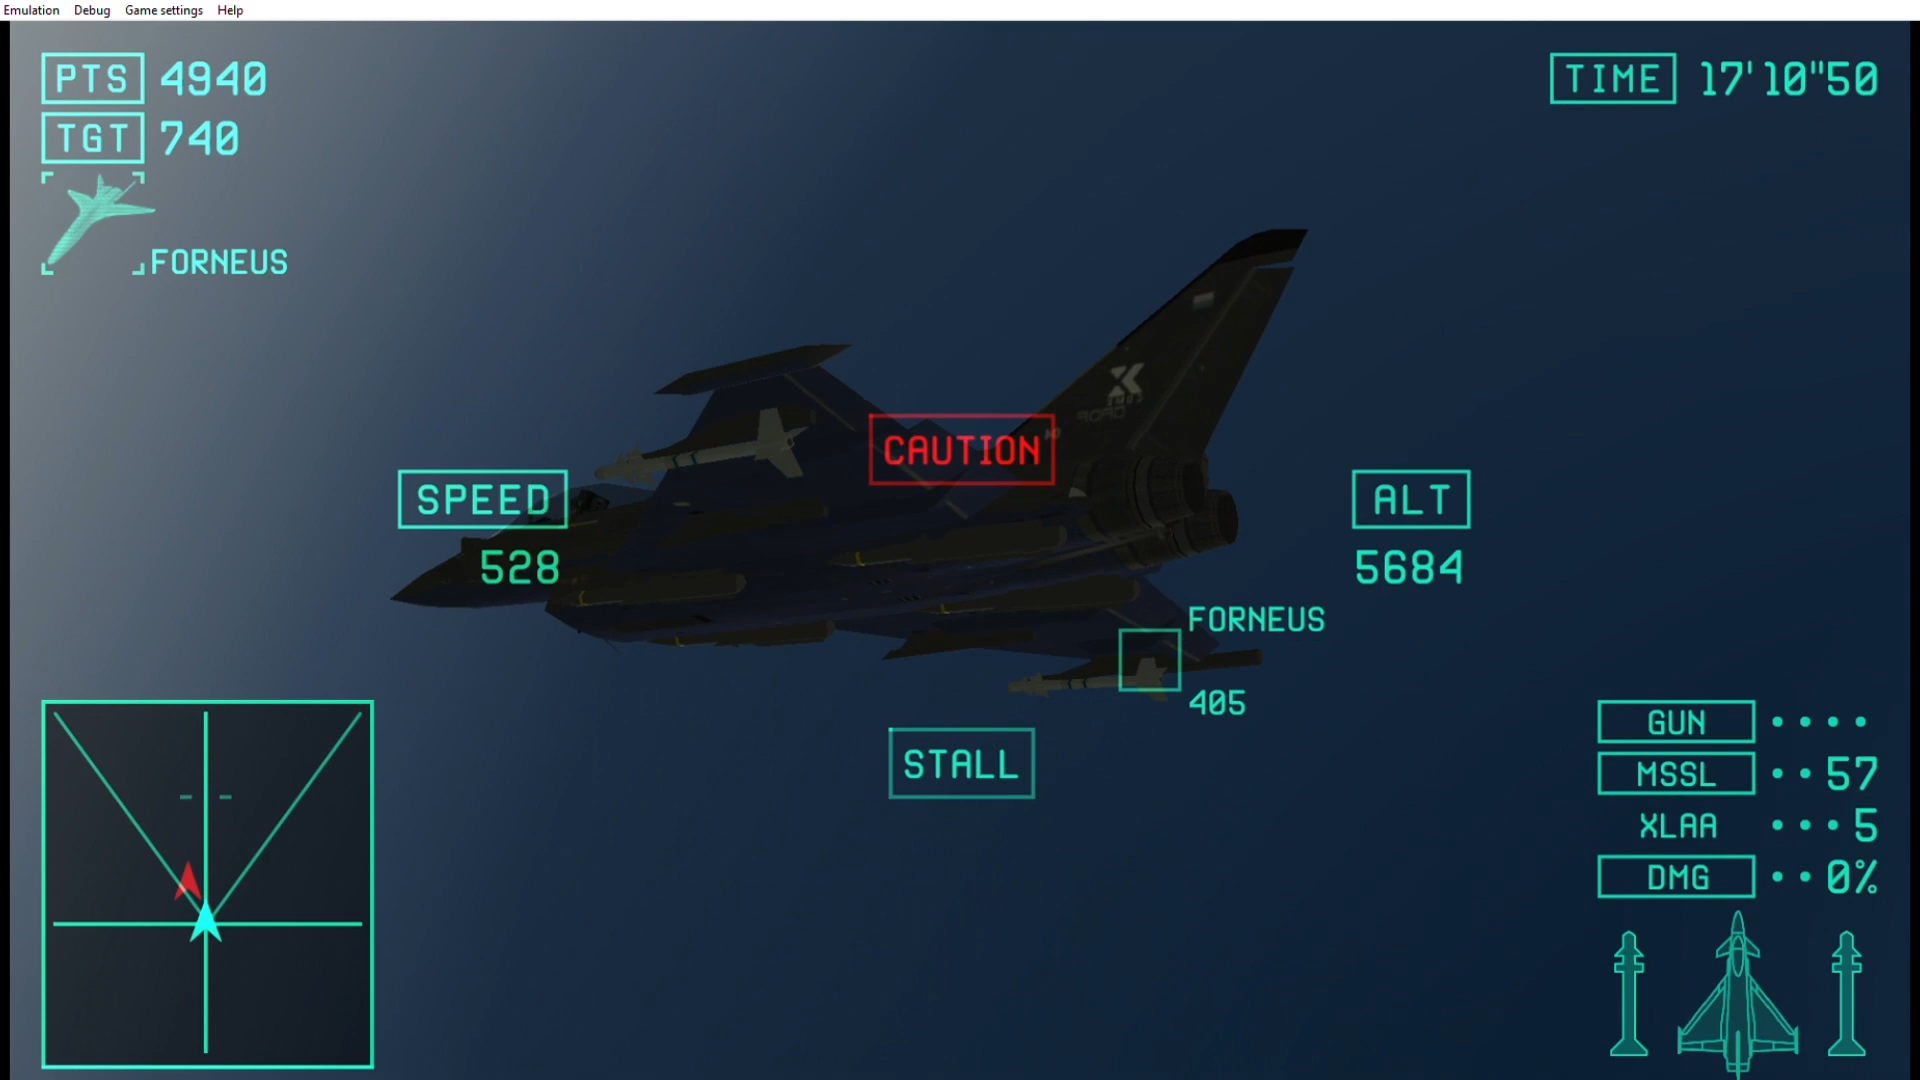 Emulation Debug Game settings Help
PTS 4940
TGT 740
FORNEUS
TIME 17'10"50
CAUTION
SPEED
528
ALT
5684
FORNEUS
405
STALL
GUN
MSSL 57
XLAA 5
DMG 0%